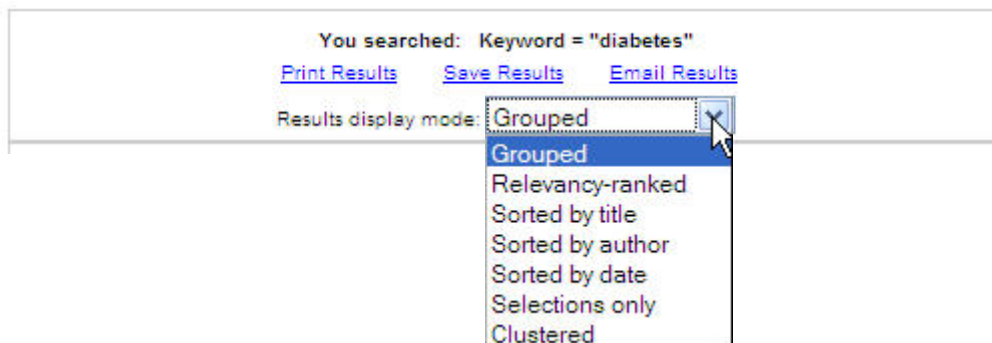 You searched: Keyword = "diabetes"
Print Results Save Results Email Results
Results display mode: Grouped
Grouped
Relevancy-ranked
Sorted by title
Sorted by author
Sorted by date
Selections only
Clustered